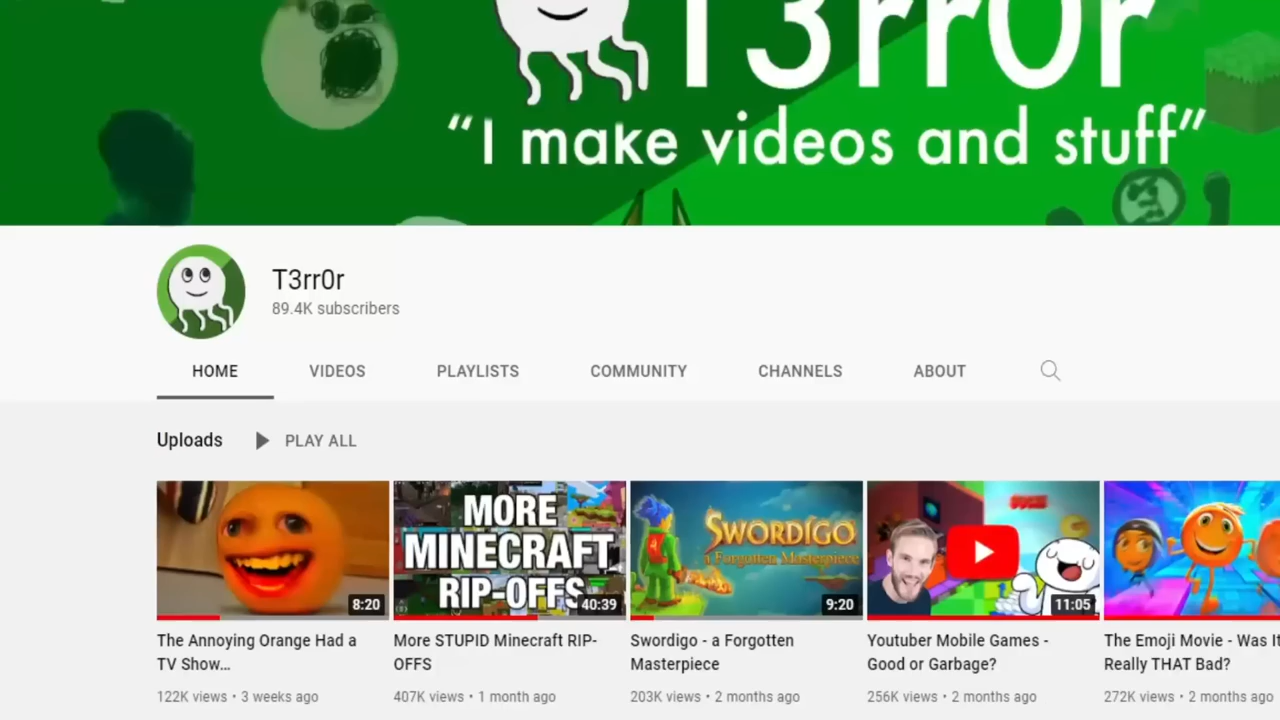 T3rr0r
“I make videos and stuff”
T3rr0r
89.4K subscribers
HOME VIDEOS PLAYLISTS COMMUNITY CHANNELS ABOUT
Uploads PLAY ALL
MORE
MINECRAFT
RIP-OFFS
SWORDIGO
a Forgotten Masterpiece
8:20 40:39 9:20 11:05
The Annoying Orange Had a
TV Show...
122K views • 3 weeks ago
More STUPID Minecraft RIP-
OFFS
407K views • 1 month ago
Swordigo - a Forgotten
Masterpiece
203K views • 2 months ago
Youtuber Mobile Games -
Good or Garbage?
256K views • 2 months ago
The Emoji Movie - Was It
Really THAT Bad?
272K views • 2 months ago